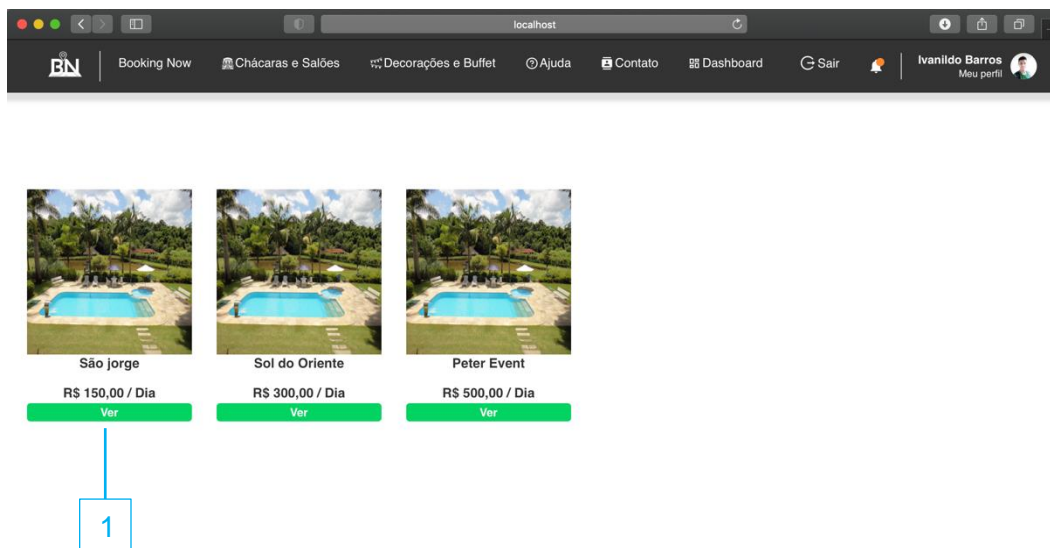 localhost
BN
Booking Now
Chácaras e Salões
Decorações e Buffet
Ajuda
Contato
Dashboard
Sair
Ivanildo Barros
Meu perfil
São jorge
Sol do Oriente
Peter Event
R$ 150,00 / Dia
R$ 300,00 / Dia
R$ 500,00 / Dia
Ver
Ver
Ver
1